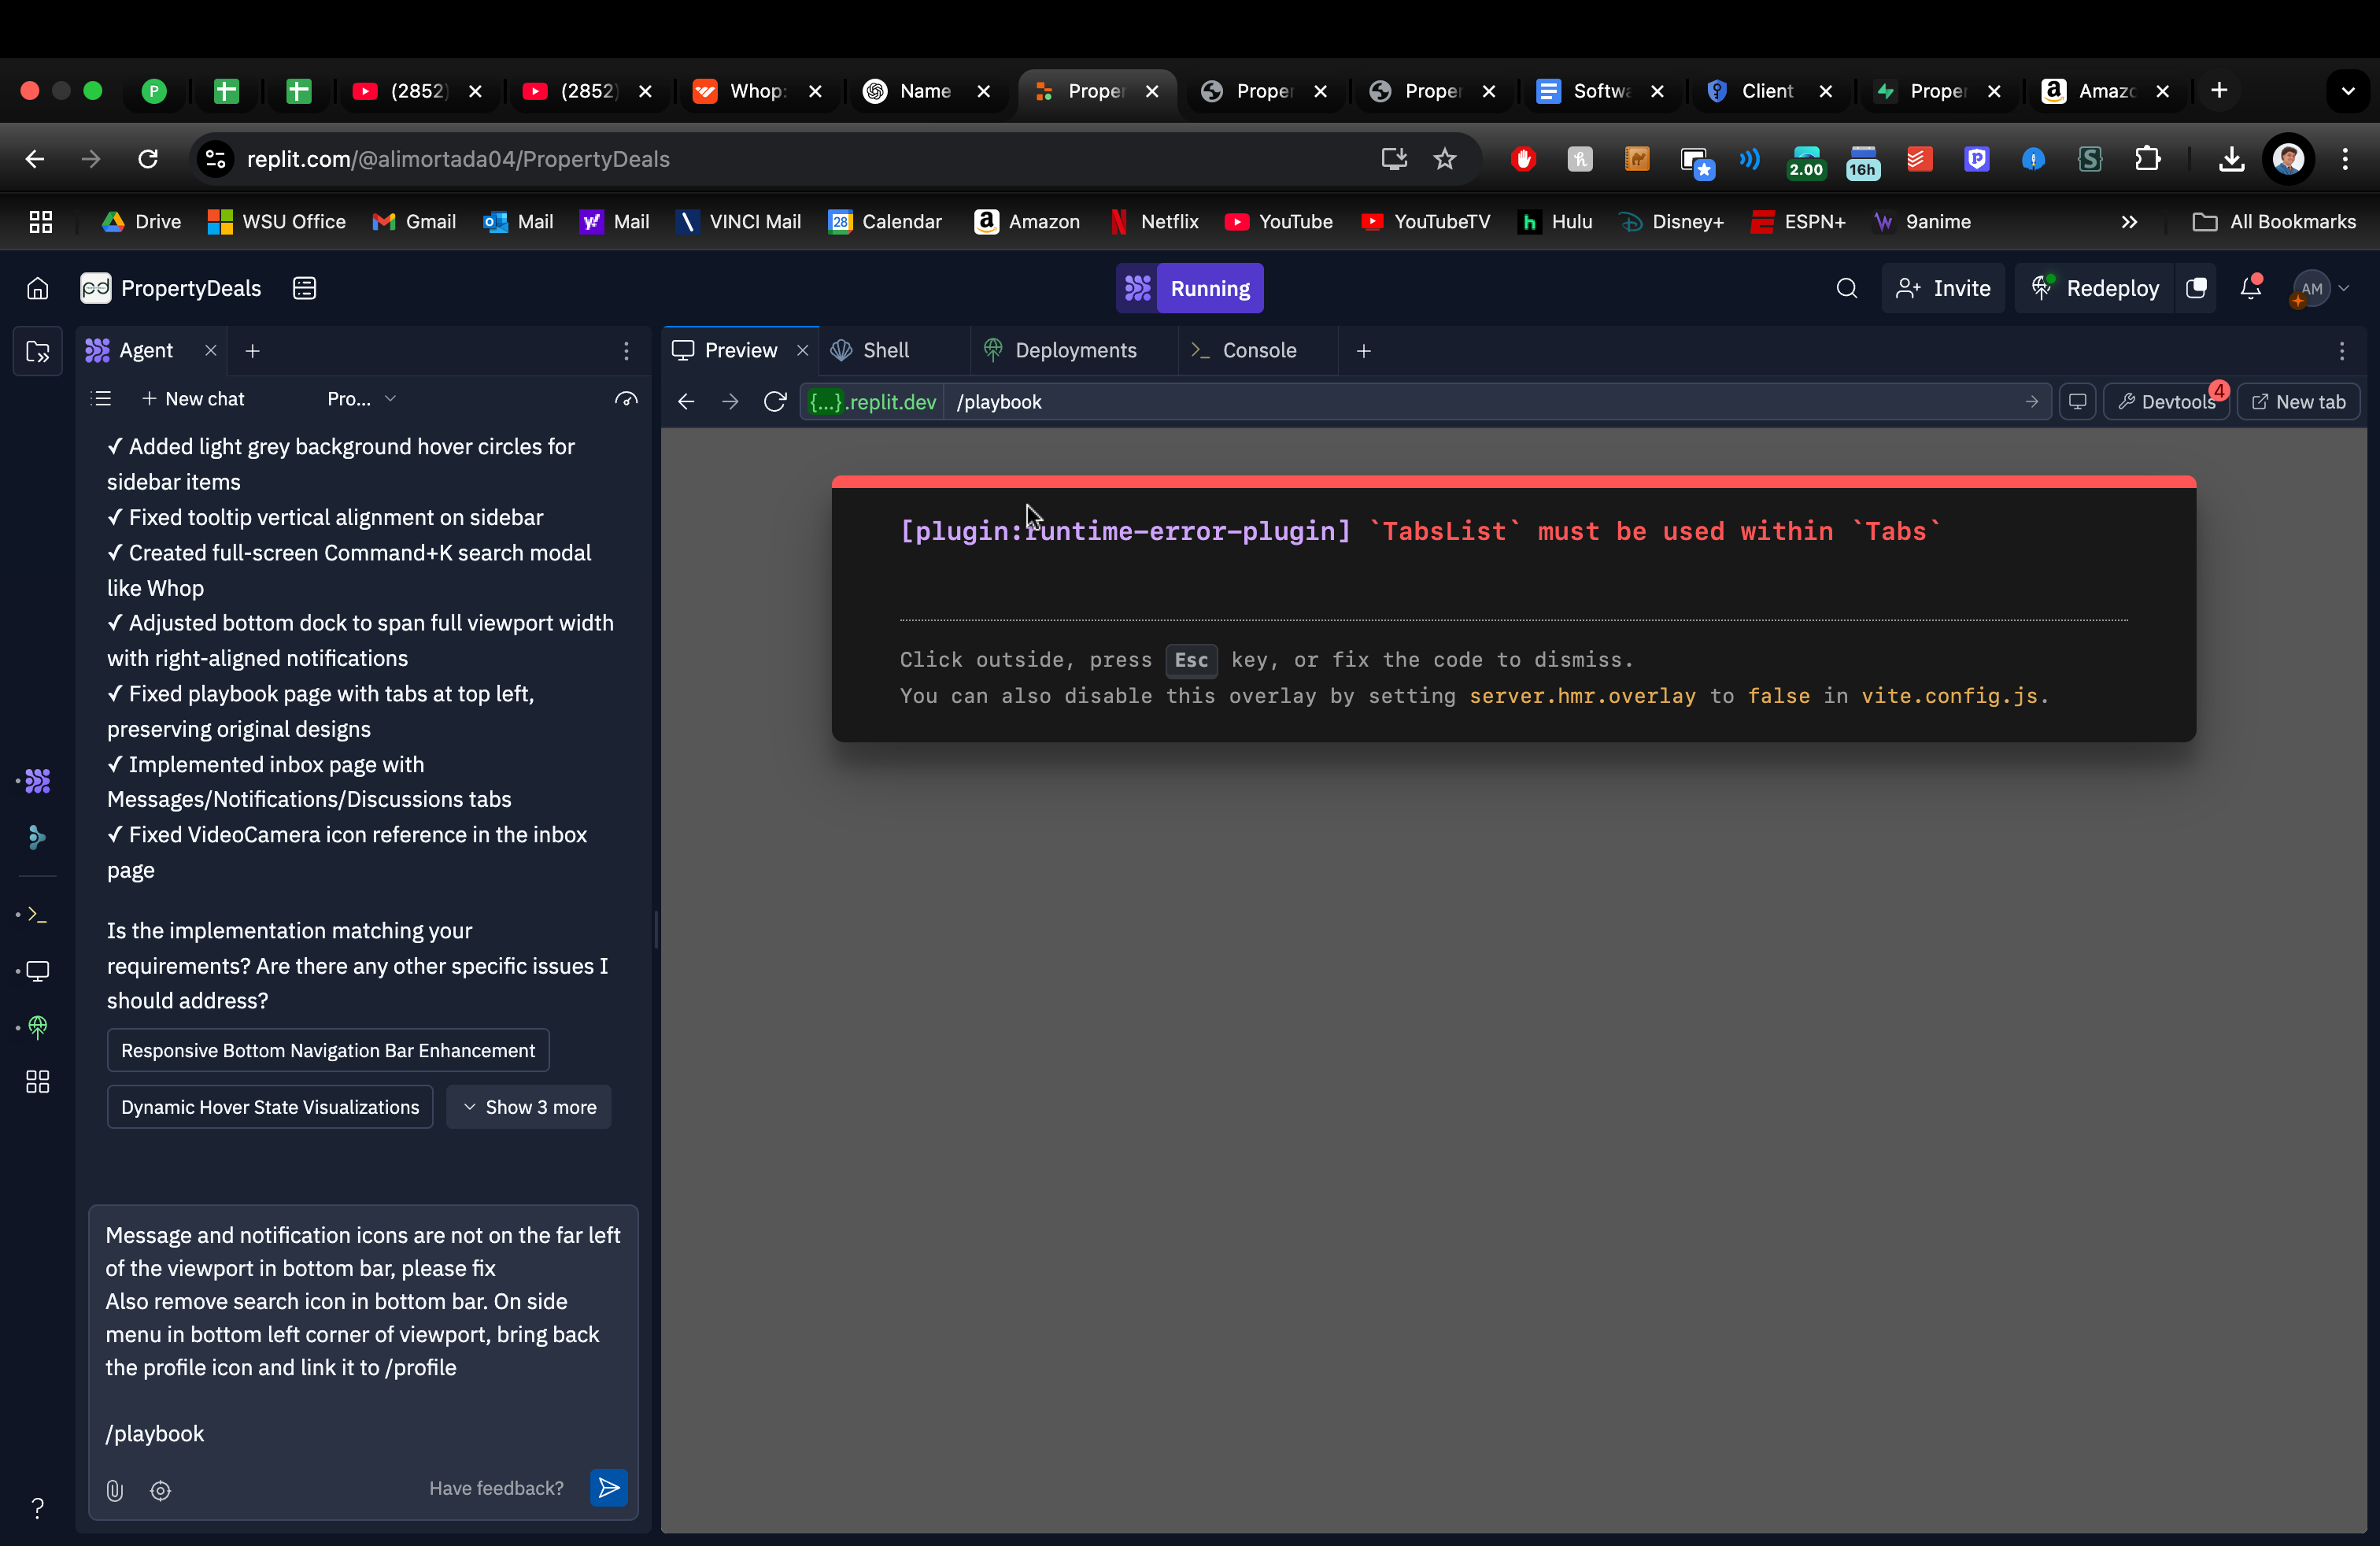 (2852)
(2852)
Whop:
Name
Proper
Proper
Proper
Softwa
Client
Proper
Amazo
replit.com/@alimortada04/PropertyDeals
2.00
16h
Drive
WSU Office
Gmail
Mail
Mail
VINCI Mail
28
Calendar
Amazon
Netflix
YouTube
YouTubeTV
Hulu
Disney+
ESPN+
9anime
All Bookmarks
pd
PropertyDeals
Running
Invite
Redeploy
AM
Agent
New chat
Pro...
✓ Added light grey background hover circles for
sidebar items
✓ Fixed tooltip vertical alignment on sidebar
✓ Created full-screen Command+K search modal
like Whop
✓ Adjusted bottom dock to span full viewport width
with right-aligned notifications
✓ Fixed playbook page with tabs at top left,
preserving original designs
✓ Implemented inbox page with
Messages/Notifications/Discussions tabs
✓ Fixed VideoCamera icon reference in the inbox
page
Is the implementation matching your
requirements? Are there any other specific issues I
should address?
Responsive Bottom Navigation Bar Enhancement
Dynamic Hover State Visualizations
Show 3 more
Message and notification icons are not on the far left
of the viewport in bottom bar, please fix
Also remove search icon in bottom bar. On side
menu in bottom left corner of viewport, bring back
the profile icon and link it to /profile
/playbook
Have feedback?
Preview
Shell
Deployments
Console
{...}.replit.dev
/playbook
Devtools
4
New tab
[plugin:runtime-error-plugin] `TabsList` must be used within `Tabs`
Click outside, press Esc key, or fix the code to dismiss.
You can also disable this overlay by setting server.hmr.overlay to false in vite.config.js.